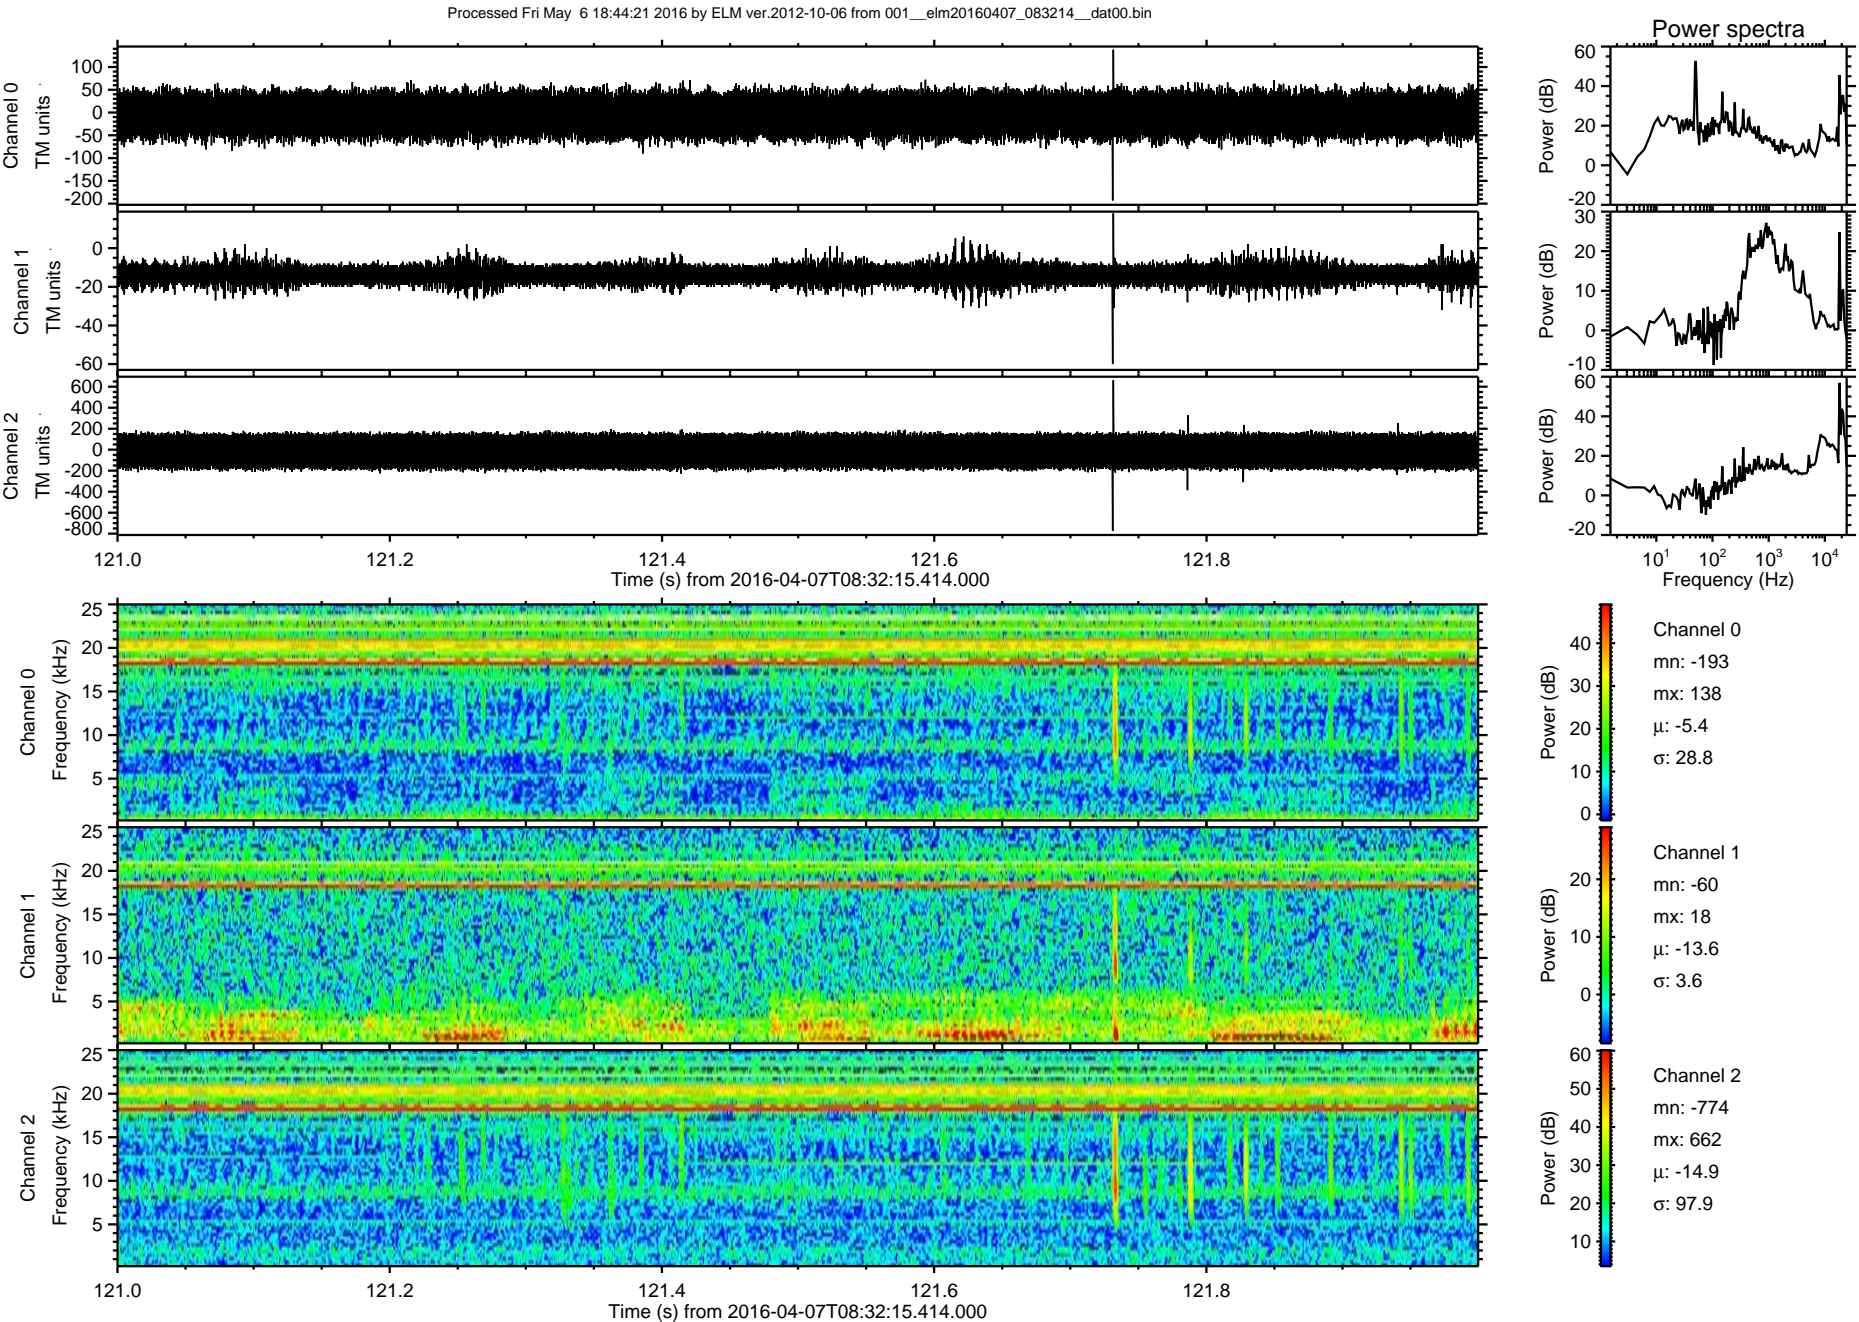 Processed Fri May  6 18:44:21 2016 by ELM ver.2012-10-06 from 001__elm20160407_083214__dat00.bin
Power spectra
Channel 0
TM units
100
50
0
-50
-100
-150
-200
Power (dB)
60
40
20
0
-20
Channel 1
TM units
0
-20
-40
-60
Power (dB)
30
20
10
0
-10
Channel 2
TM units
600
400
200
0
-200
-400
-600
-800
Power (dB)
60
40
20
0
-20
121.0 121.2 121.4 121.6 121.8
Time (s) from 2016-04-07T08:32:15.414.000
10^1 10^2 10^3 10^4
Frequency (Hz)
Channel 0
Frequency (kHz)
25
20
15
10
5
Power (dB)
40
30
20
10
0
Channel 0
mn: -193
mx: 138
μ: -5.4
σ: 28.8
Channel 1
Frequency (kHz)
25
20
15
10
5
Power (dB)
20
10
0
Channel 1
mn: -60
mx: 18
μ: -13.6
σ: 3.6
Channel 2
Frequency (kHz)
25
20
15
10
5
Power (dB)
60
50
40
30
20
10
Channel 2
mn: -774
mx: 662
μ: -14.9
σ: 97.9
121.0 121.2 121.4 121.6 121.8
Time (s) from 2016-04-07T08:32:15.414.000